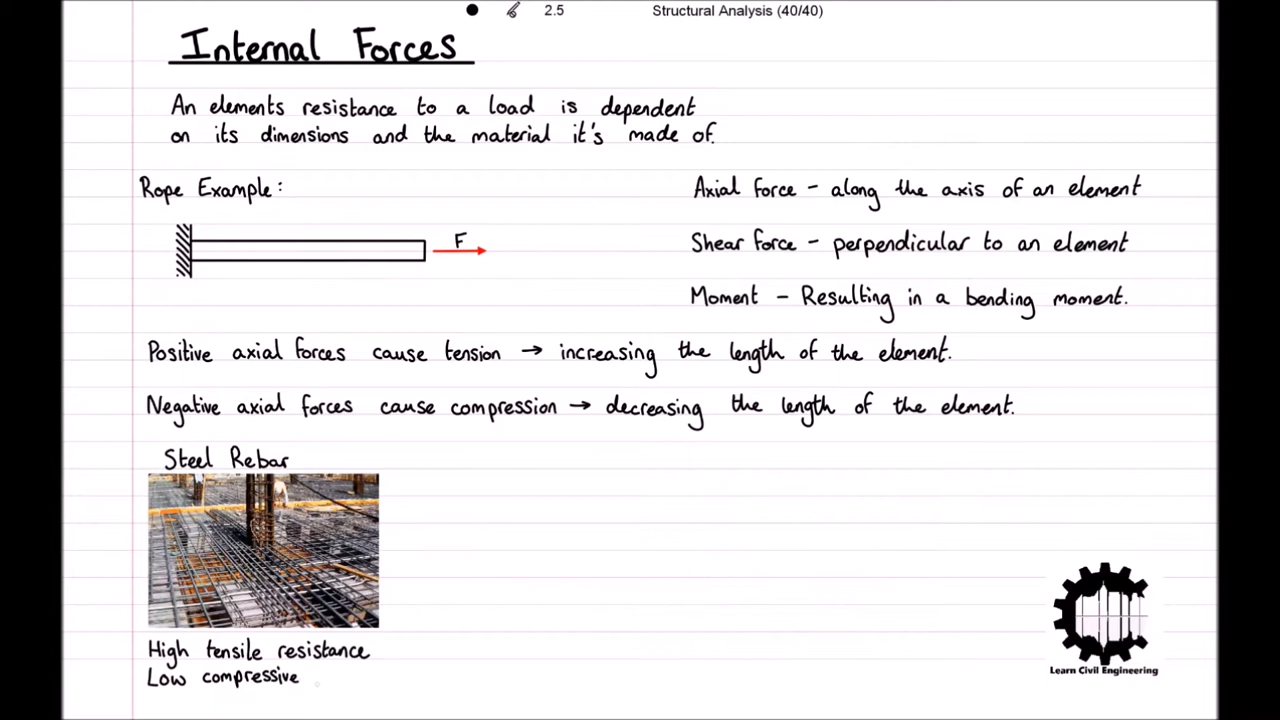 2.5
Structural Analysis (40/40)
Internal Forces
An elements resistance to a load is dependent
on its dimensions and the material it's made of.
Rope Example:
F
Axial force - along the axis of an element
Shear force - perpendicular to an element
Moment - Resulting in a bending moment.
Positive axial forces cause tension → increasing the length of the element.
Negative axial forces cause compression → decreasing the length of the element.
Steel Rebar
High tensile resistance
Low compressive
Learn Civil Engineering